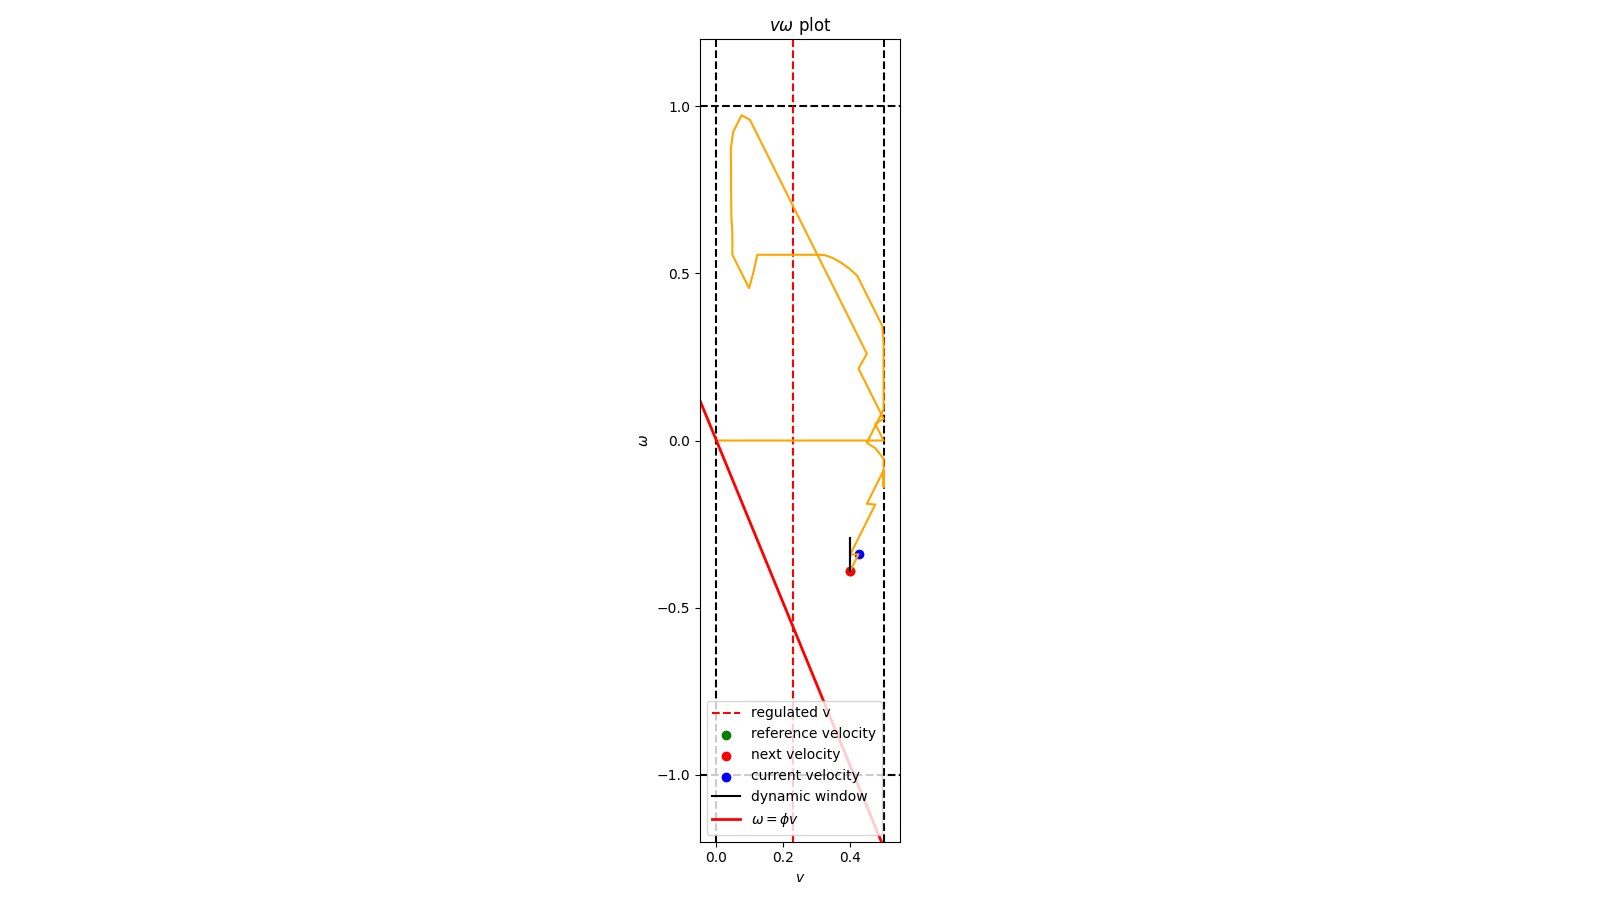 vω plot
1.0
0.5
0.0
−0.5
−1.0
ω
regulated v
reference velocity
next velocity
current velocity
dynamic window
ω = ϕv
0.0 0.2 0.4
v